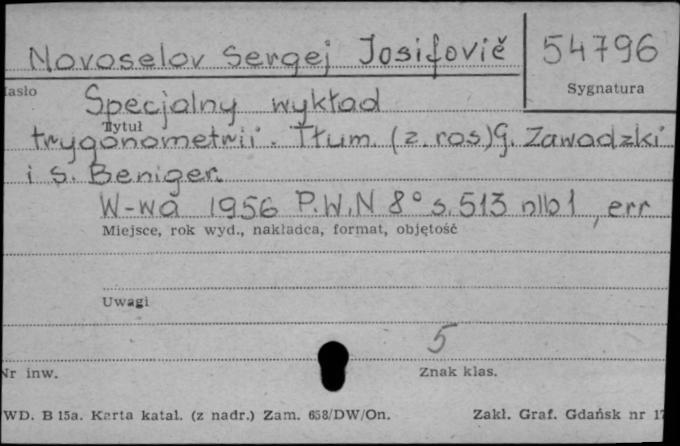 Novoselov Sergej Josifovič
54796
Sygnatura
Hasło
Specjalny wykład
Tytuł
trygonometrii. Tłum. (z ros) G. Zawadzki
i S. Beniger.
W-wa 1956 P.W.N 8° s. 513 nlb 1, err
Miejsce, rok wyd., nakładca, format, objętość
Uwagi
5
Nr inw.
Znak klas.
WD. B 15a. Karta katal. (z nadr.) Zam. 658/DW/On.
Zakł. Graf. Gdańsk nr 17